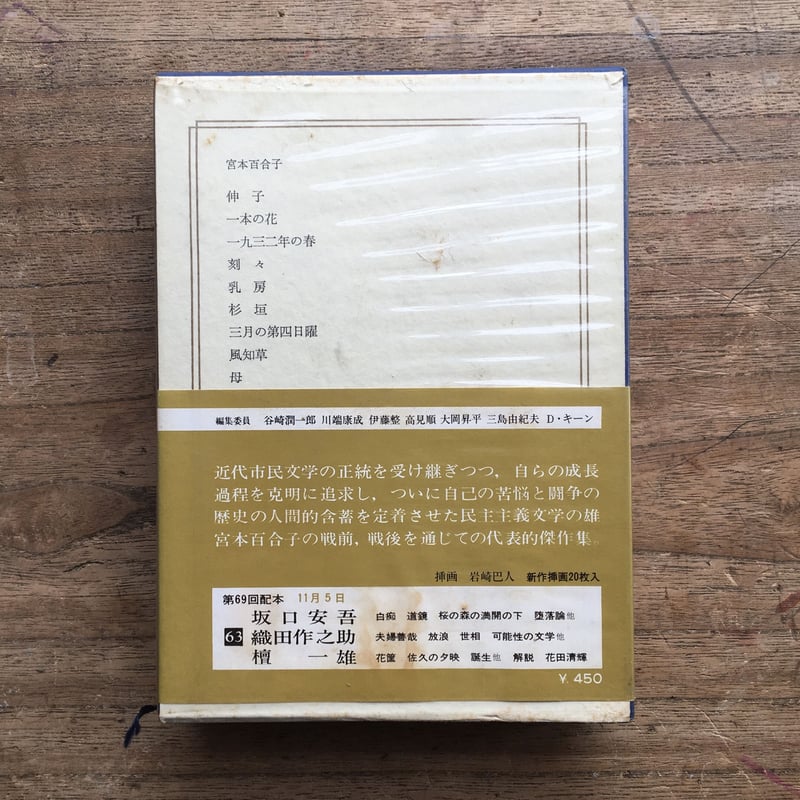 宮本百合子
伸子
一本の花
一九三二年の春
刻々
乳房
杉垣
三月の第四日曜
風知草
母
編集委員 谷崎潤一郎 川端康成 伊藤整 高見順 大岡昇平 三島由紀夫 D・キーン
近代市民文学の正統を受け継ぎつつ，自らの成長
過程を克明に追求し，ついに自己の苦悩と闘争の
歴史の人間的含蓄を定着させた民主主義文学の雄
宮本百合子の戦前，戦後を通じての代表的傑作集。
挿画 岩崎巴人 新作挿画20枚入
第69回配本 11月5日
63
坂口安吾 白痴 道鏡 桜の森の満開の下 堕落論他
織田作之助 夫婦善哉 放浪 世相 可能性の文学他
檀一雄 花筐 佐久の夕映 誕生他 解説 花田清輝
¥450